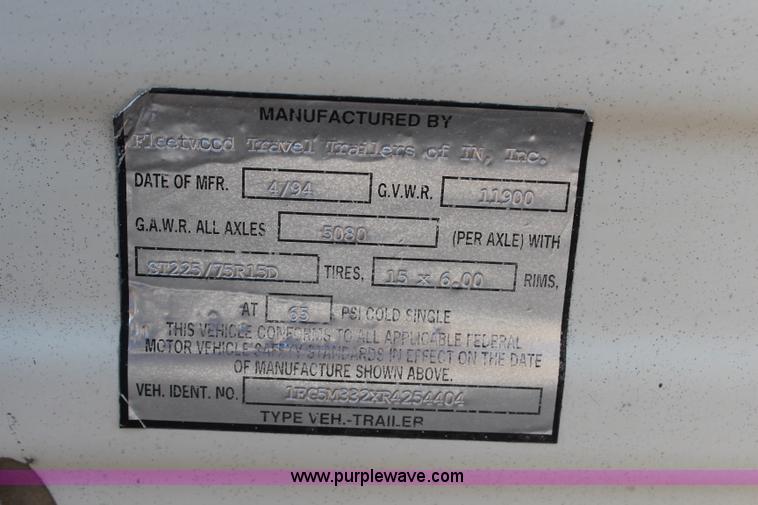 MANUFACTURED BY
Fleetwood Travel Trailers of IN, Inc.
DATE OF MFR. 4/94 G.V.W.R. 11900
G.A.W.R. ALL AXLES 5080 (PER AXLE) WITH
ST225/75R15D TIRES, 15 x 6.00 RIMS,
AT 65 PSI COLD SINGLE
THIS VEHICLE CONFORMS TO ALL APPLICABLE FEDERAL
MOTOR VEHICLE SAFETY STANDARDS IN EFFECT ON THE DATE
OF MANUFACTURE SHOWN ABOVE.
VEH. IDENT. NO. 1EC5M332XR4254404
TYPE VEH.-TRAILER
www.purplewave.com